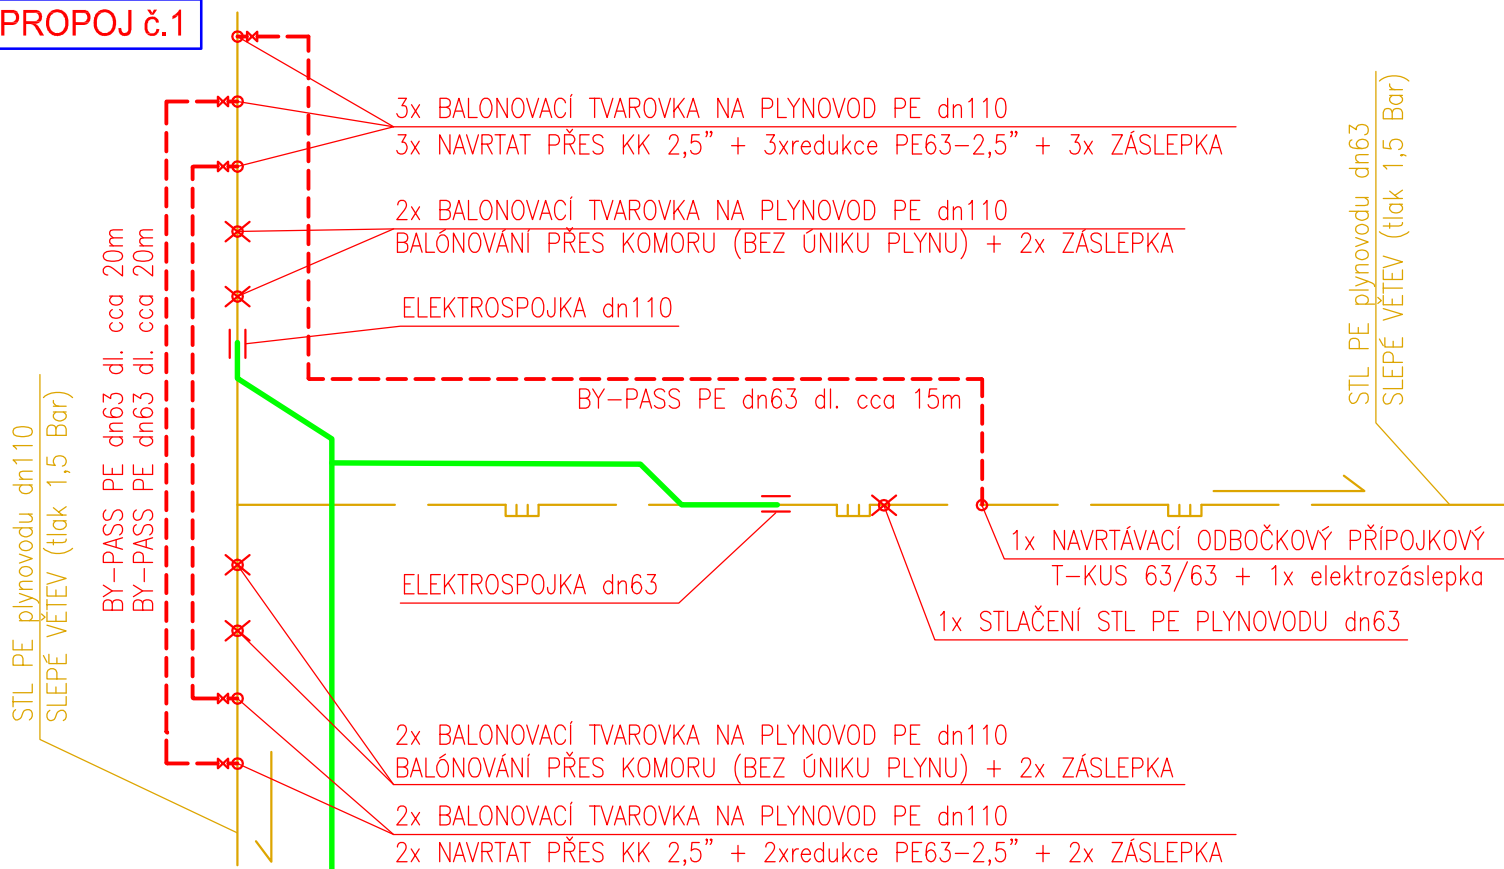 PROPOJ č.1
3x BALONOVACÍ TVAROVKA NA PLYNOVOD PE dn110
3x NAVRTAT PŘES KK 2,5” + 3xredukce PE63-2,5” + 3x ZÁSLEPKA
2x BALONOVACÍ TVAROVKA NA PLYNOVOD PE dn110
BALÓNOVÁNÍ PŘES KOMORU (BEZ ÚNIKU PLYNU) + 2x ZÁSLEPKA
ELEKTROSPOJKA dn110
BY-PASS PE dn63 dl. cca 15m
STL PE plynovodu dn63
SLEPÉ VĚTEV (tlak 1,5 Bar)
BY-PASS PE dn63 dl. cca 20m
BY-PASS PE dn63 dl. cca 20m
STL PE plynovodu dn110
SLEPÉ VĚTEV (tlak 1,5 Bar)
1x NAVRTÁVACÍ ODBOČKOVÝ PŘÍPOJKOVÝ
T-KUS 63/63 + 1x elektrozáslepka
ELEKTROSPOJKA dn63
1x STLAČENÍ STL PE PLYNOVODU dn63
2x BALONOVACÍ TVAROVKA NA PLYNOVOD PE dn110
BALÓNOVÁNÍ PŘES KOMORU (BEZ ÚNIKU PLYNU) + 2x ZÁSLEPKA
2x BALONOVACÍ TVAROVKA NA PLYNOVOD PE dn110
2x NAVRTAT PŘES KK 2,5” + 2xredukce PE63-2,5” + 2x ZÁSLEPKA